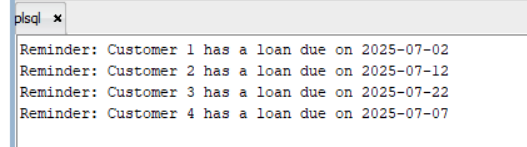 plsql
Reminder: Customer 1 has a loan due on 2025-07-02
Reminder: Customer 2 has a loan due on 2025-07-12
Reminder: Customer 3 has a loan due on 2025-07-22
Reminder: Customer 4 has a loan due on 2025-07-07